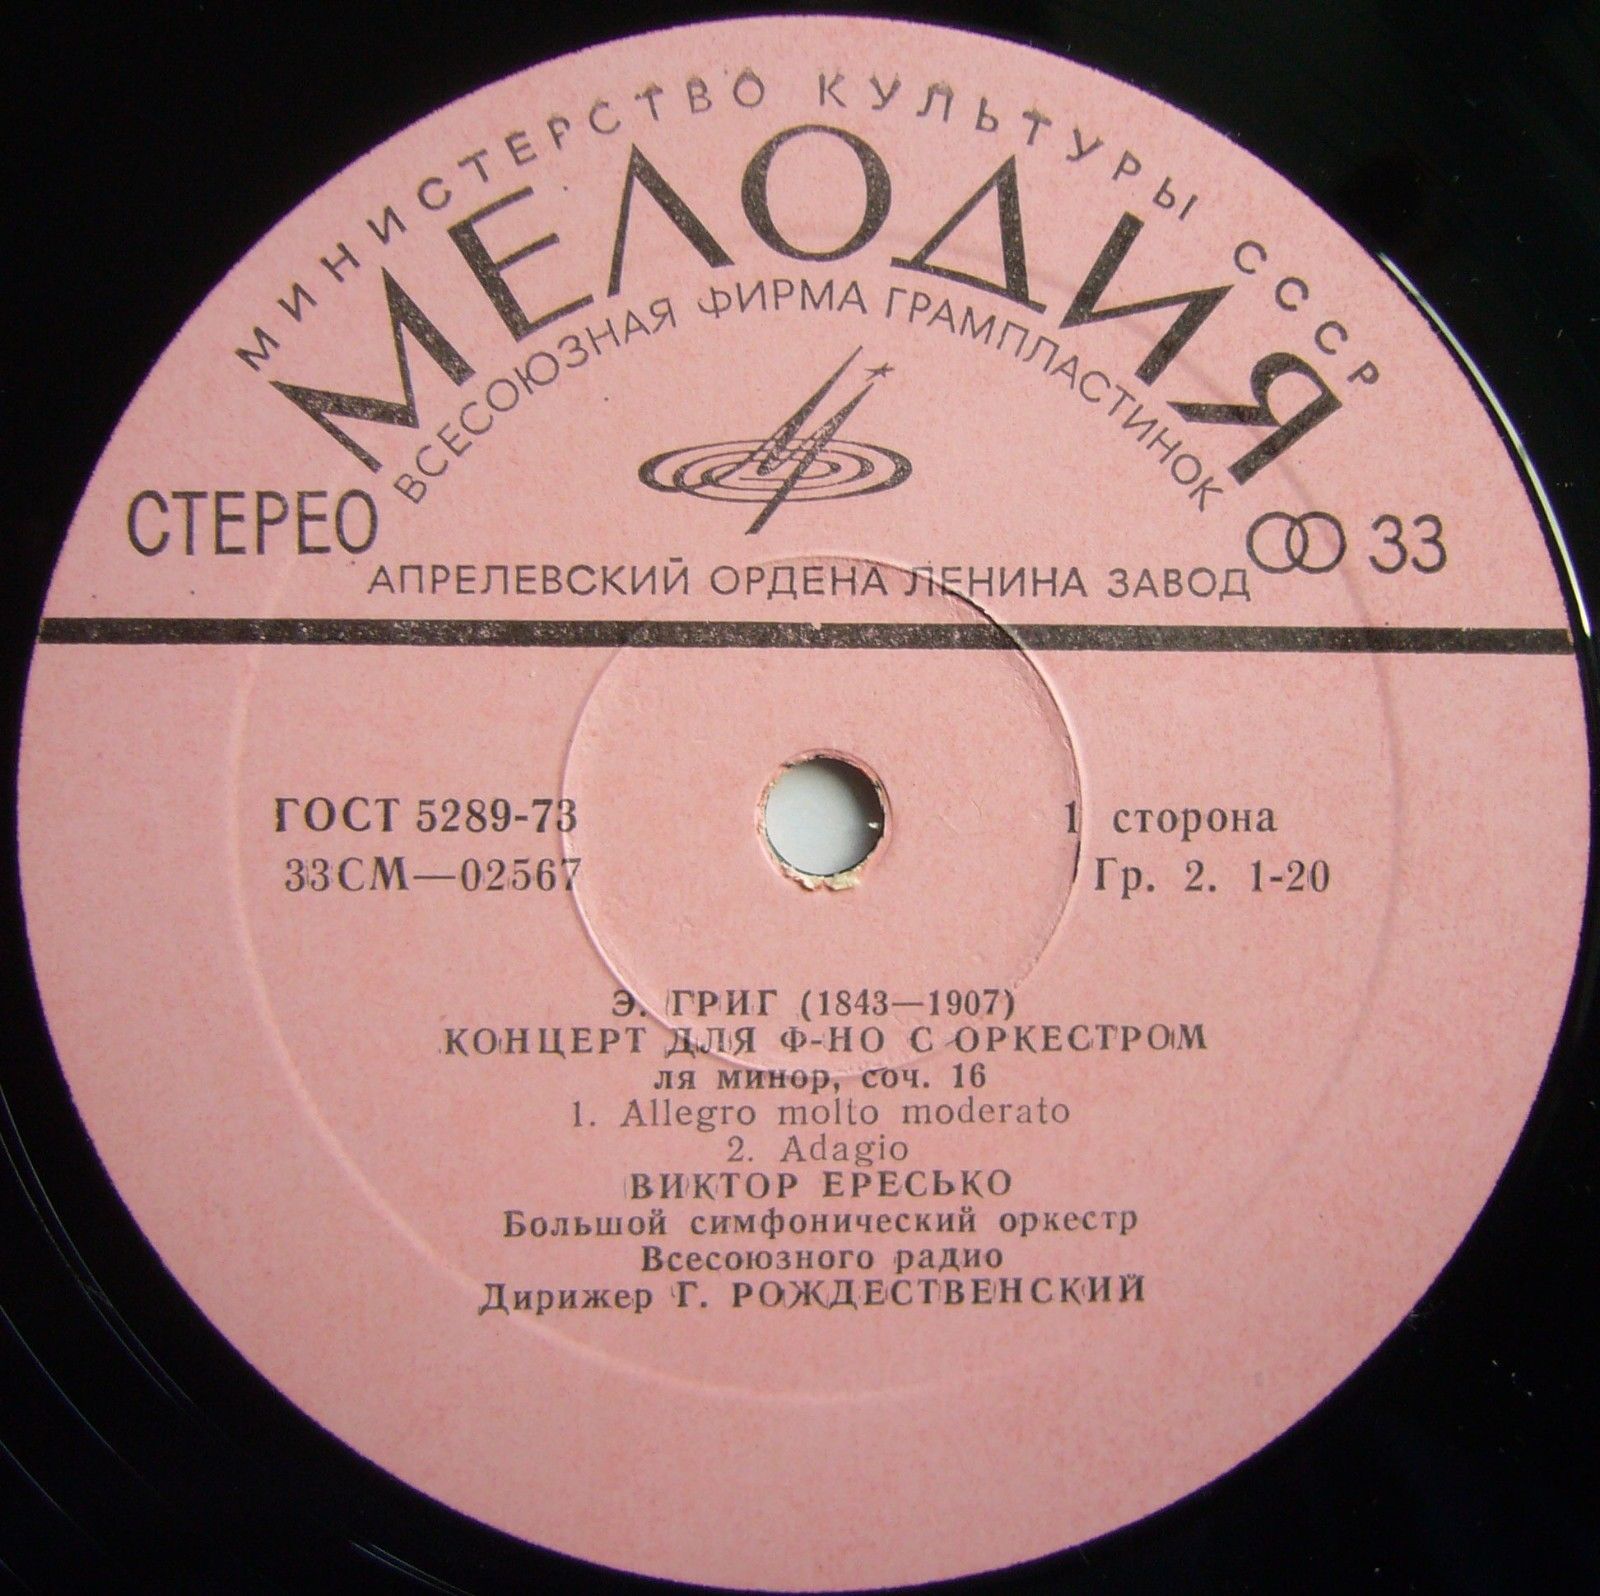 МИНИСТЕРСТВО КУЛЬТУРЫ СССР
МЕЛОДИЯ
ВСЕСОЮЗНАЯ ФИРМА ГРАМПЛАСТИНОК
СТЕРЕО
33
АПРЕЛЕВСКИЙ ОРДЕНА ЛЕНИНА ЗАВОД
ГОСТ 5289-73
1 сторона
33СМ—02567
Гр. 2. 1-20
Э. ГРИГ (1843—1907)
КОНЦЕРТ ДЛЯ Ф-НО С ОРКЕСТРОМ
ля минор, соч. 16
1. Allegro molto moderato
2. Adagio
ВИКТОР ЕРЕСЬКО
Большой симфонический оркестр
Всесоюзного радио
Дирижер Г. РОЖДЕСТВЕНСКИЙ